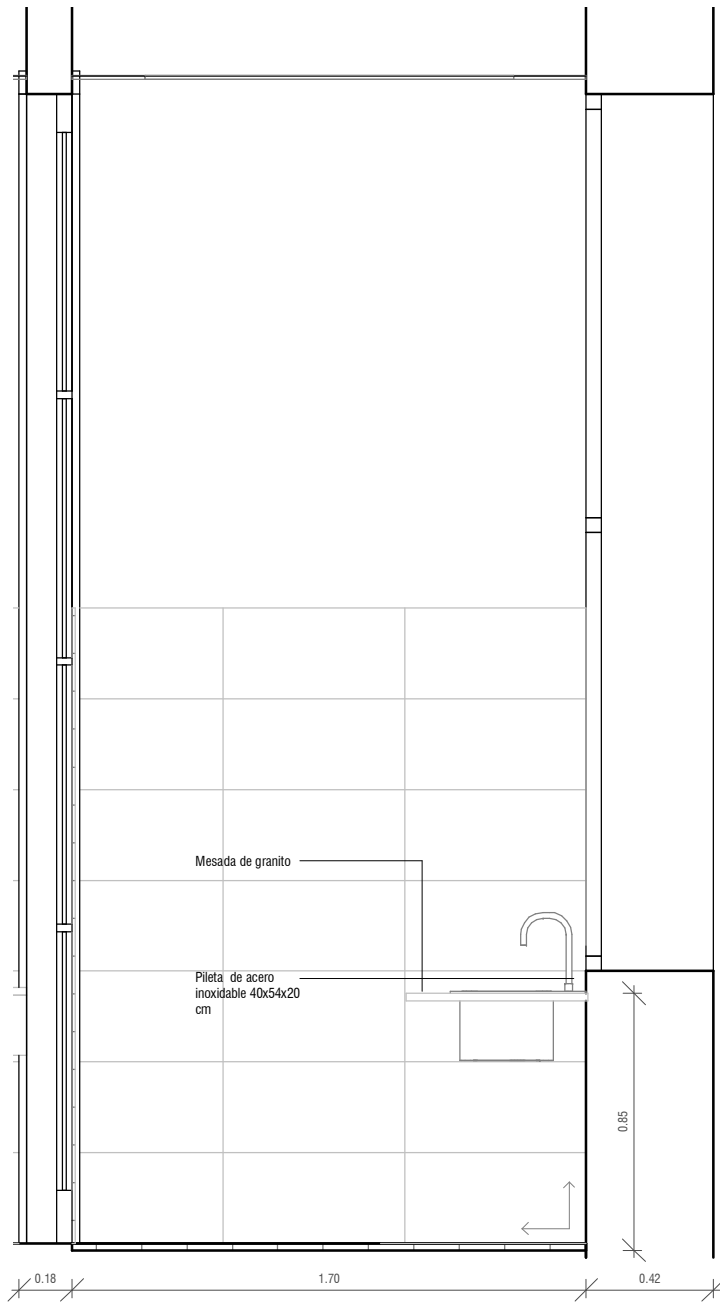 Mesada de granito
Pileta de acero
inoxidable 40x54x20
cm
0.85
0.18
1.70
0.42